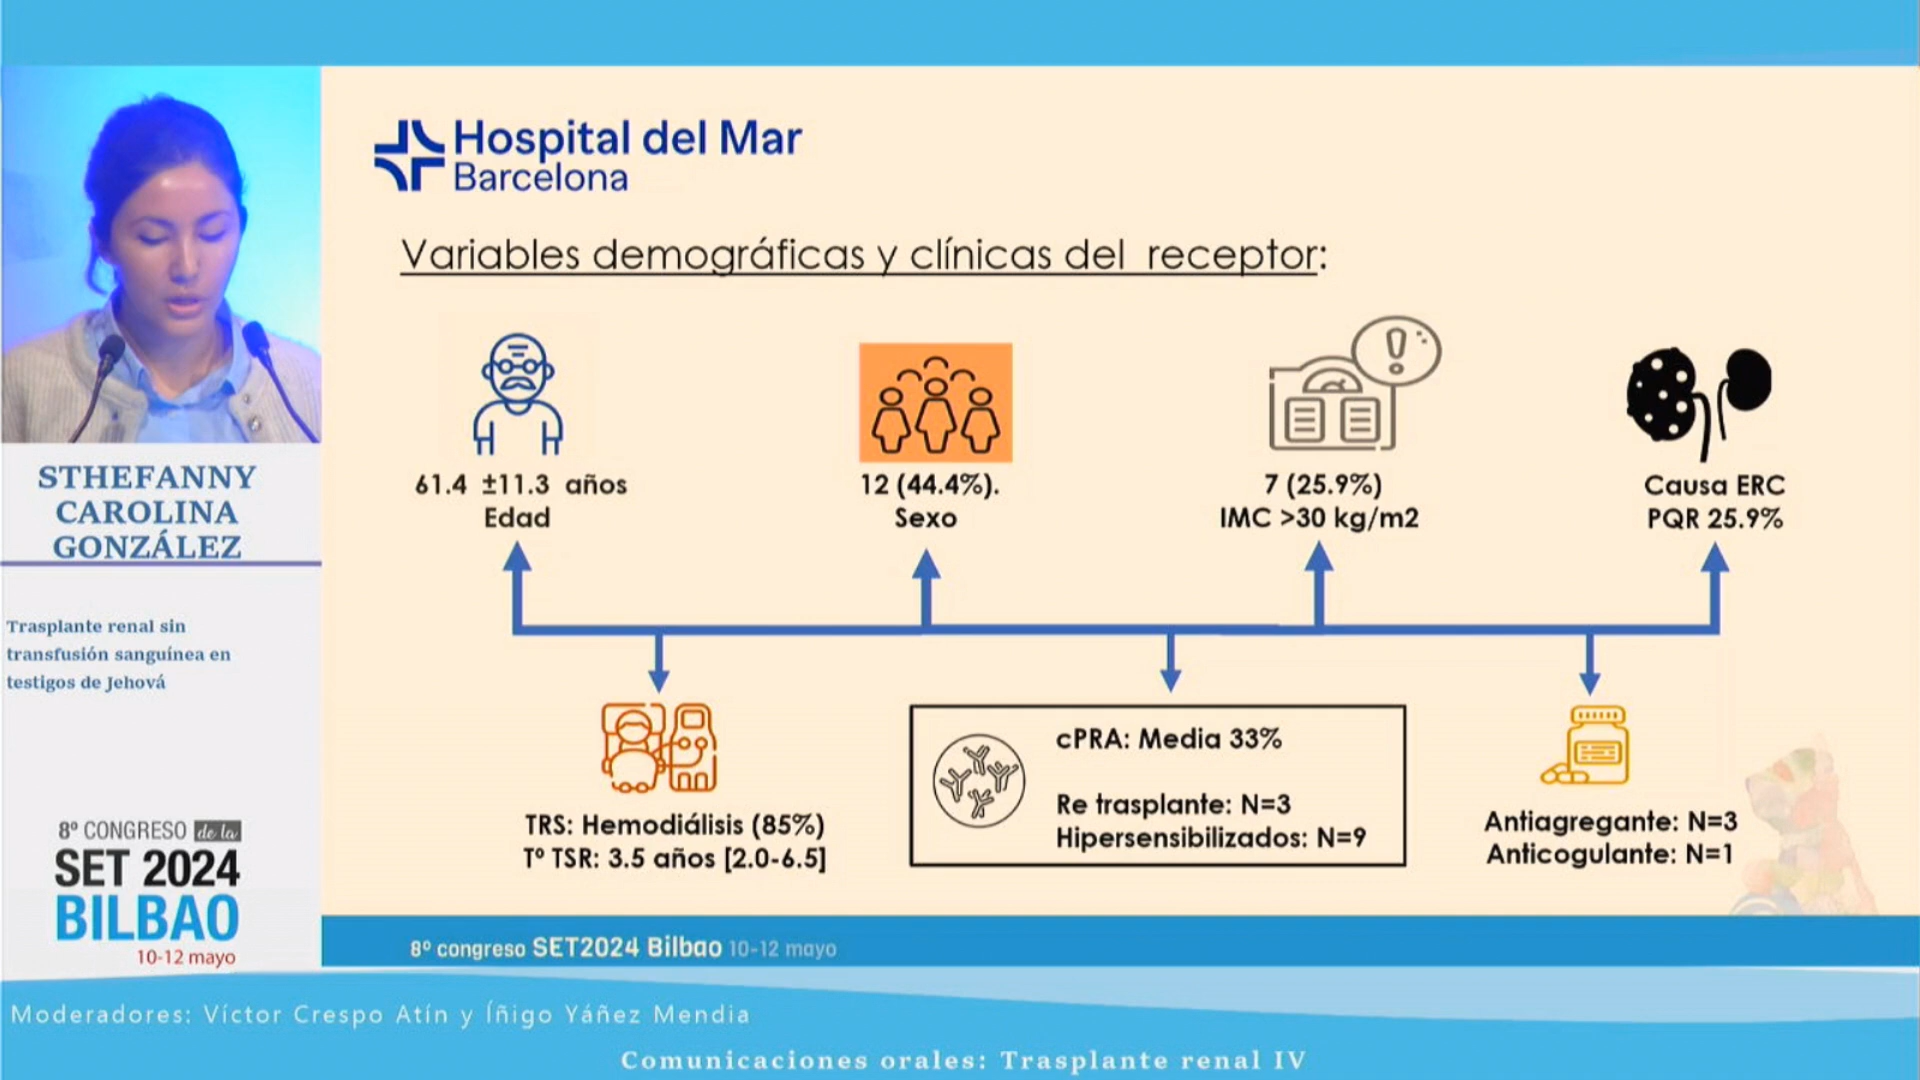 Hospital del Mar
Barcelona
Variables demográficas y clínicas del receptor:
61.4 ±11.3 años
Edad
12 (44.4%).
Sexo
7 (25.9%)
IMC >30 kg/m2
Causa ERC
PQR 25.9%
TRS: Hemodiálisis (85%)
Tº TSR: 3.5 años [2.0-6.5]
cPRA: Media 33%
Re trasplante: N=3
Hipersensibilizados: N=9
Antiagregante: N=3
Anticogulante: N=1
STHEFANNY
CAROLINA
GONZÁLEZ
Trasplante renal sin
transfusión sanguínea en
testigos de Jehová
8º CONGRESO de la
SET 2024
BILBAO
10-12 mayo
8º congreso SET2024 Bilbao 10-12 mayo
Moderadores: Víctor Crespo Atín y Íñigo Yáñez Mendia
Comunicaciones orales: Trasplante renal IV